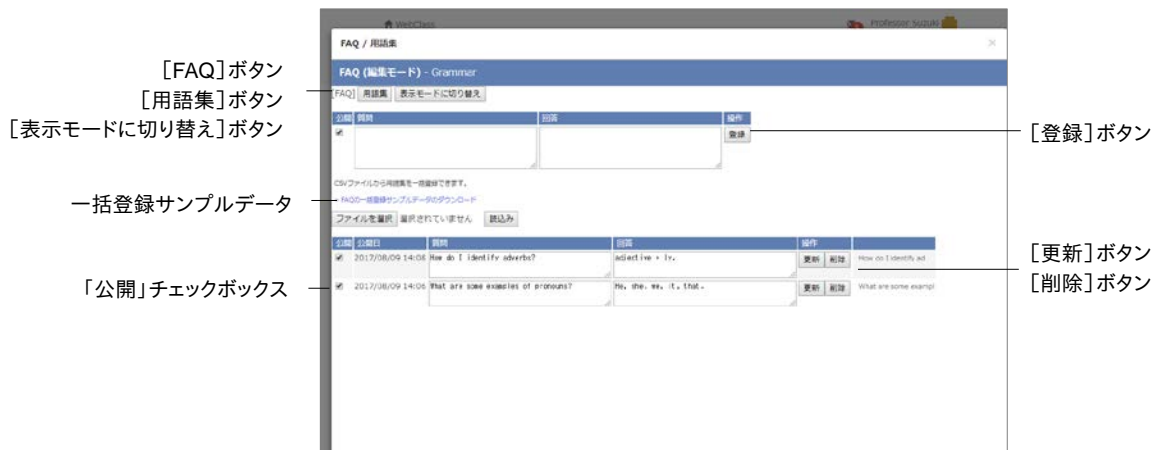 WebClass
Professor Suzuki
FAQ / 用語集
×
[FAQ]ボタン
[用語集]ボタン
[表示モードに切り替え]ボタン
FAQ (編集モード) - Grammar
[FAQ] 用語集 表示モードに切り替え
公開 質問 回答 操作
登録
[登録]ボタン
CSVファイルから用語集を一括登録できます。
一括登録サンプルデータ
FAQの一括登録サンプルデータのダウンロード
ファイルを選択 選択されていません 読込み
公開 公開日 質問 回答 操作
2017/08/09 14:06 How do I identify adverbs? adjective + ly. 更新 削除 How do I identify ad
[更新]ボタン
[削除]ボタン
「公開」チェックボックス
2017/08/09 14:06 What are some examples of pronouns? He, she, we, it, that. 更新 削除 What are some exampl